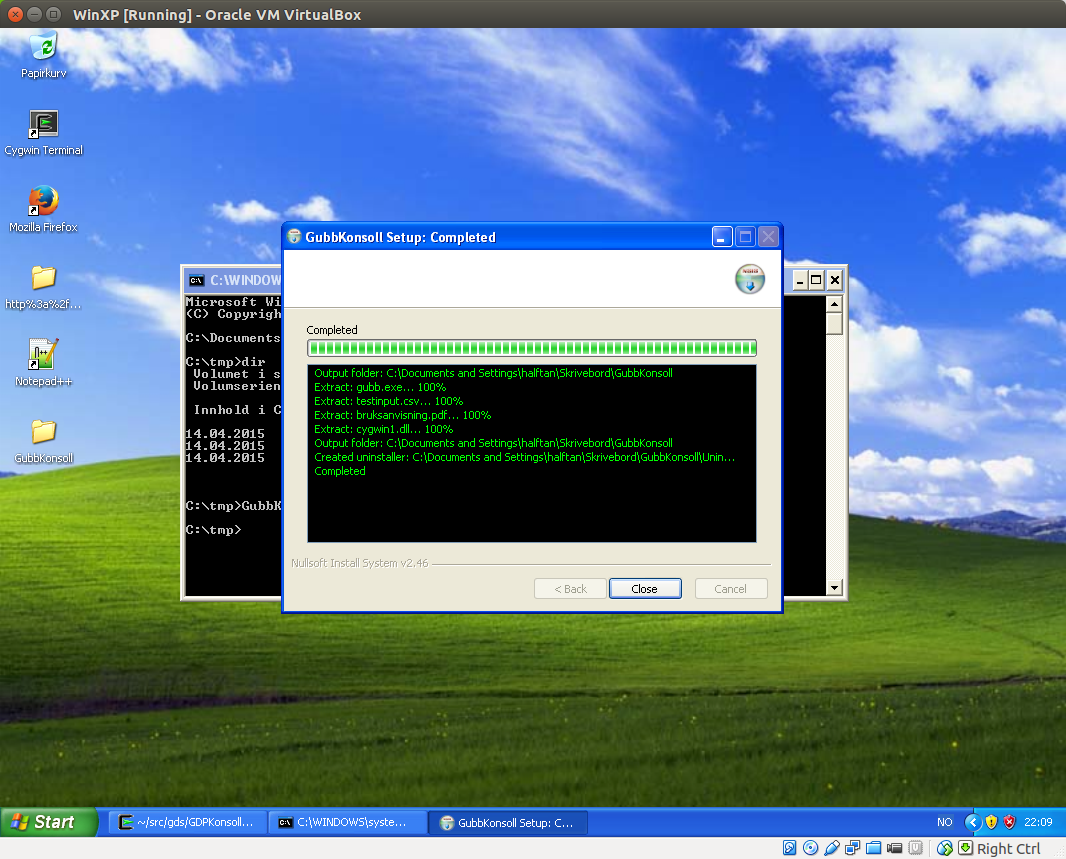 WinXP [Running] - Oracle VM VirtualBox
Papirkurv
Cygwin Terminal
Mozilla Firefox
http%3a%2f...
Notepad++
GubbKonsoll
C:\WINDOW
Microsoft Wi
(C) Copyrigh
C:\Documents
C:\tmp>dir
Volumet i s
Volumserien
Innhold i C
14.04.2015
14.04.2015
14.04.2015
C:\tmp>GubbK
C:\tmp>
GubbKonsoll Setup: Completed
Completed
Output folder: C:\Documents and Settings\halftan\Skrivebord\GubbKonsoll
Extract: gubb.exe... 100%
Extract: testinput.csv... 100%
Extract: bruksanvisning.pdf... 100%
Extract: cygwin1.dll... 100%
Output folder: C:\Documents and Settings\halftan\Skrivebord\GubbKonsoll
Created uninstaller: C:\Documents and Settings\halftan\Skrivebord\GubbKonsoll\Unin...
Completed
Nullsoft Install System v2.46
< Back
Close
Cancel
Start
~/src/gds/GDPKonsoll...
C:\WINDOWS\syste...
GubbKonsoll Setup: C...
NO
22:09
Right Ctrl